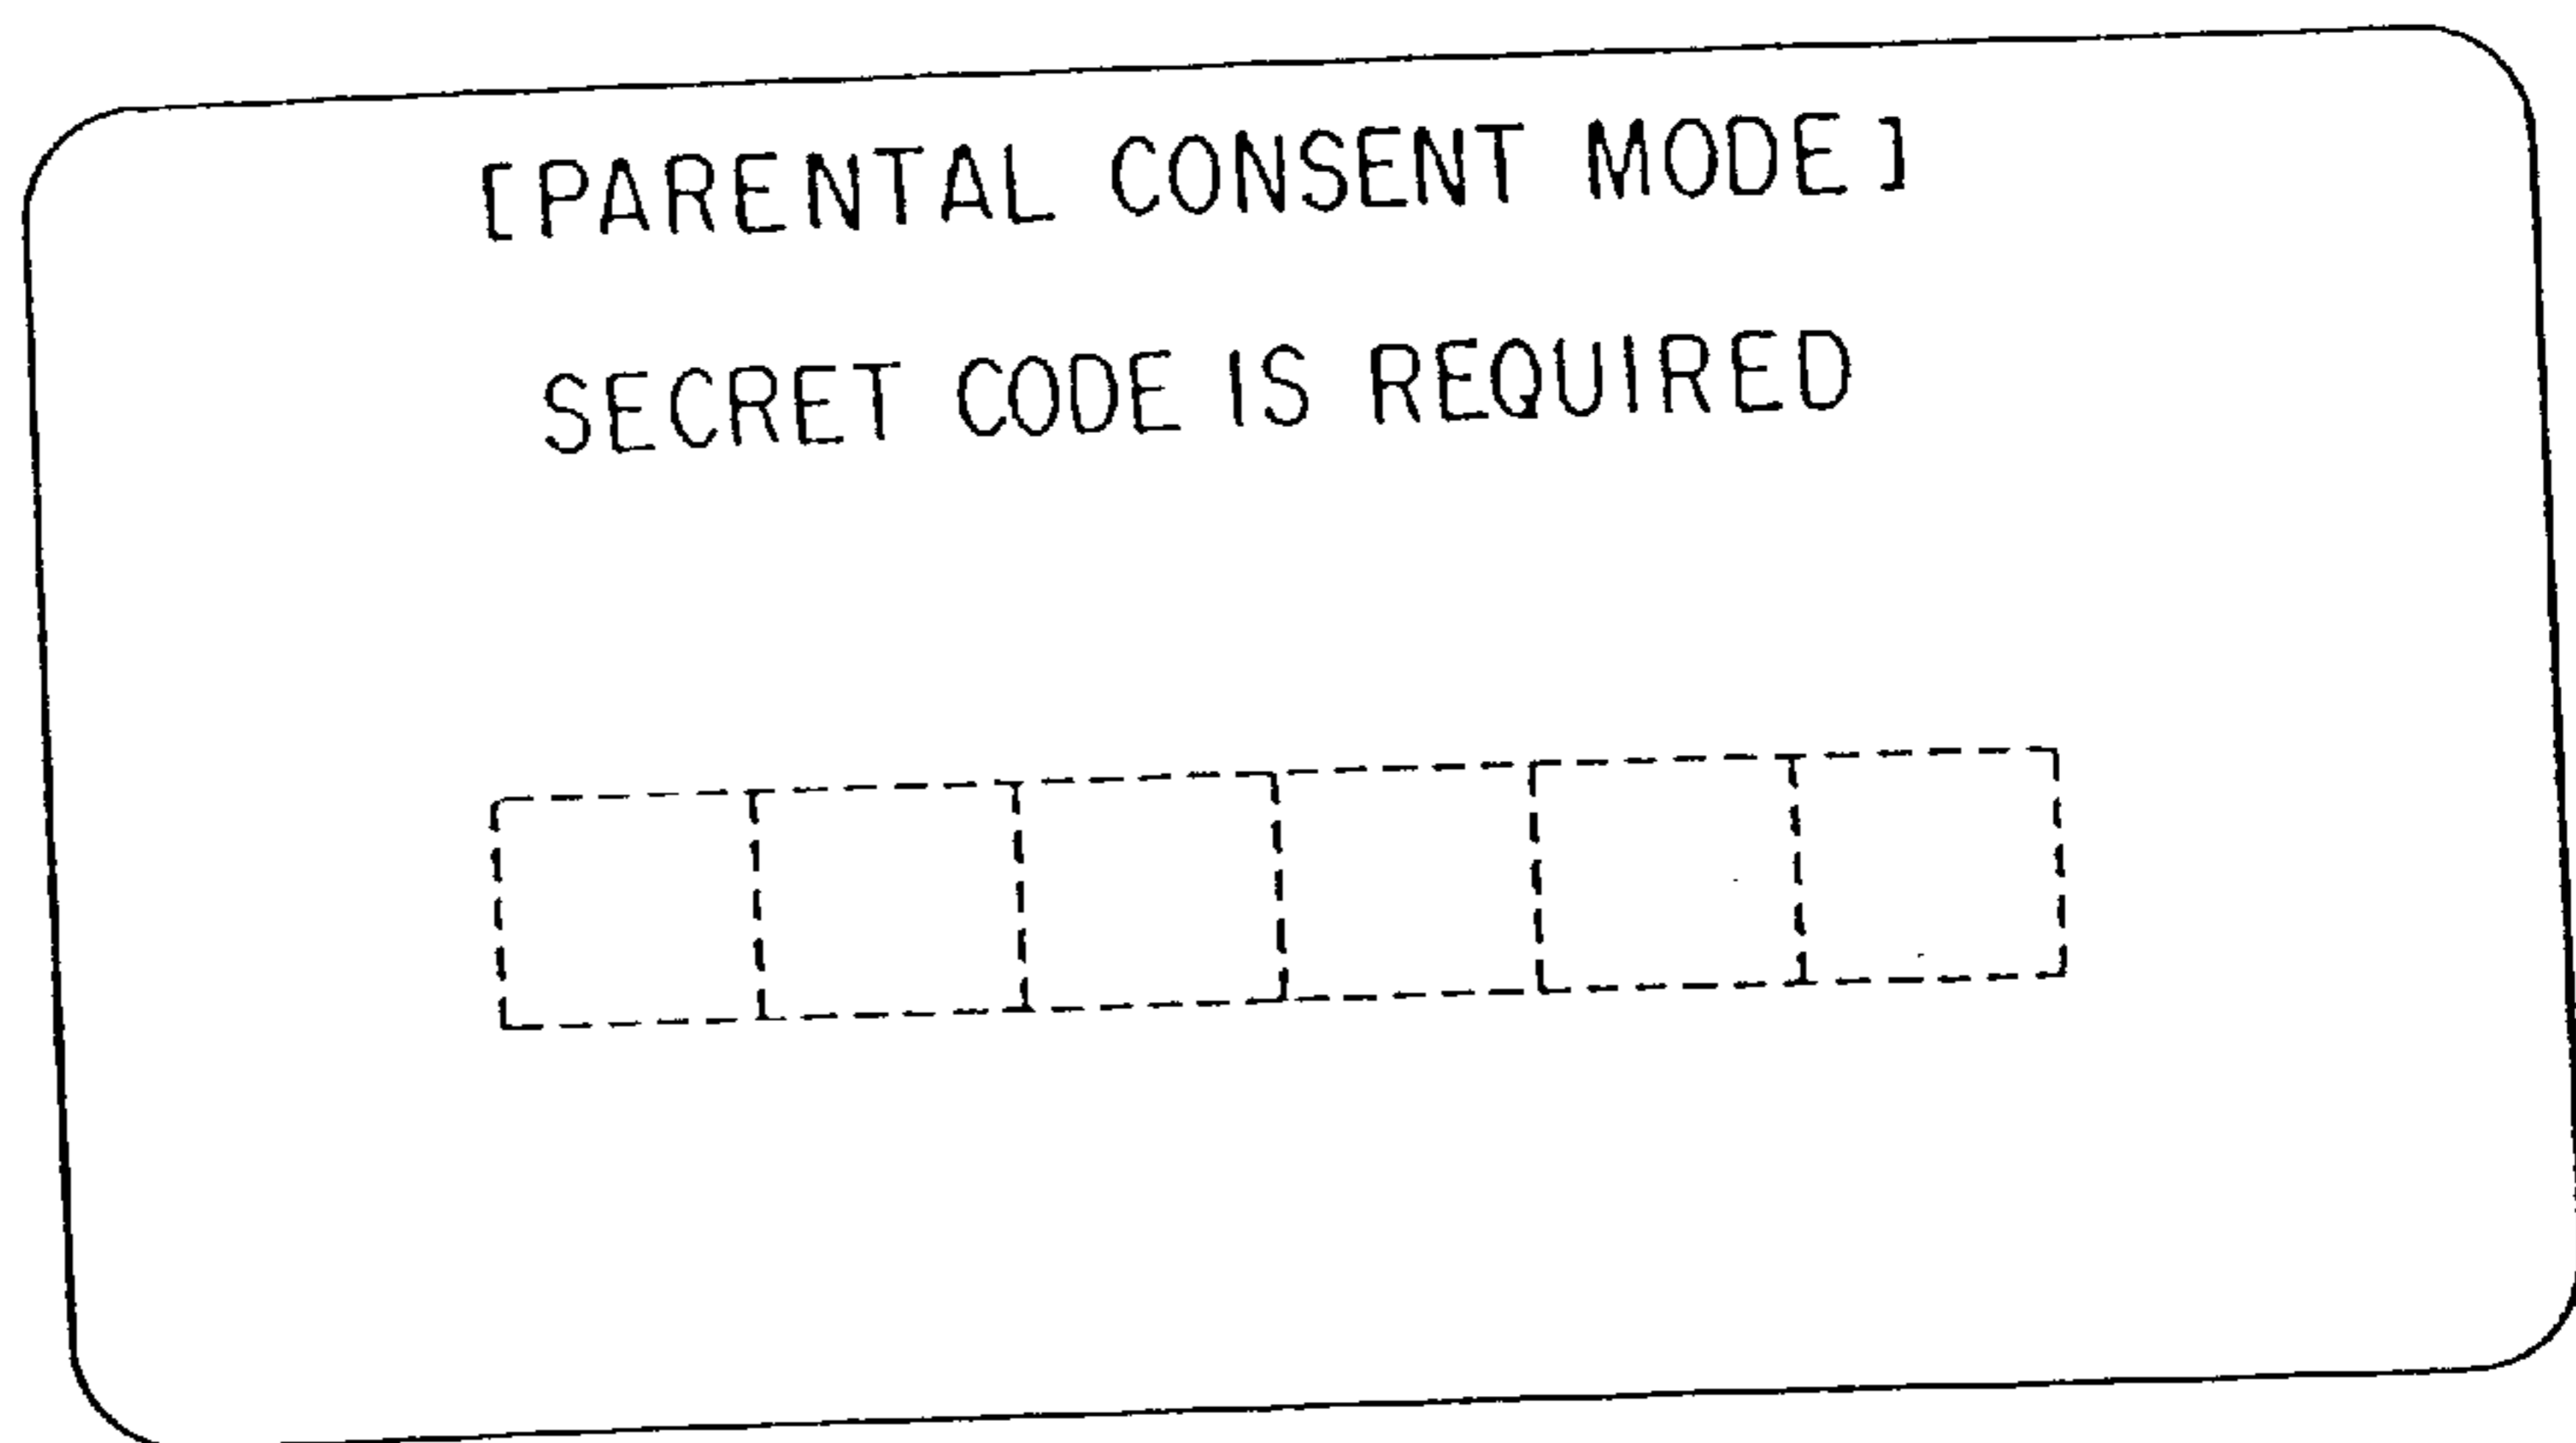 [PARENTAL CONSENT MODE]
SECRET CODE IS REQUIRED